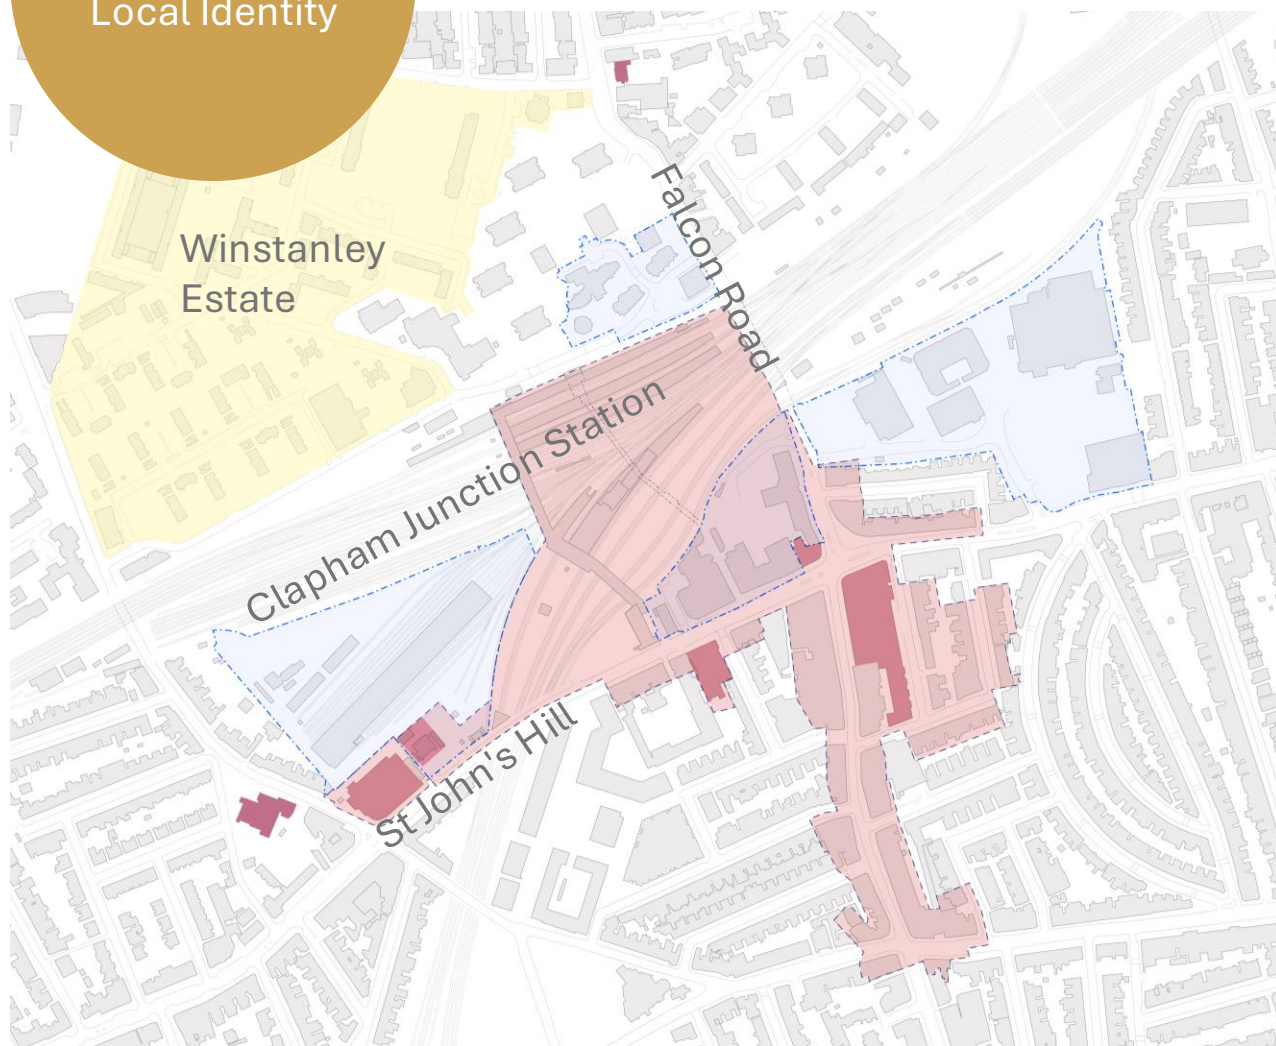 Local Identity
Falcon Road
Winstanley
Estate
Clapham Junction Station
St John's Hill